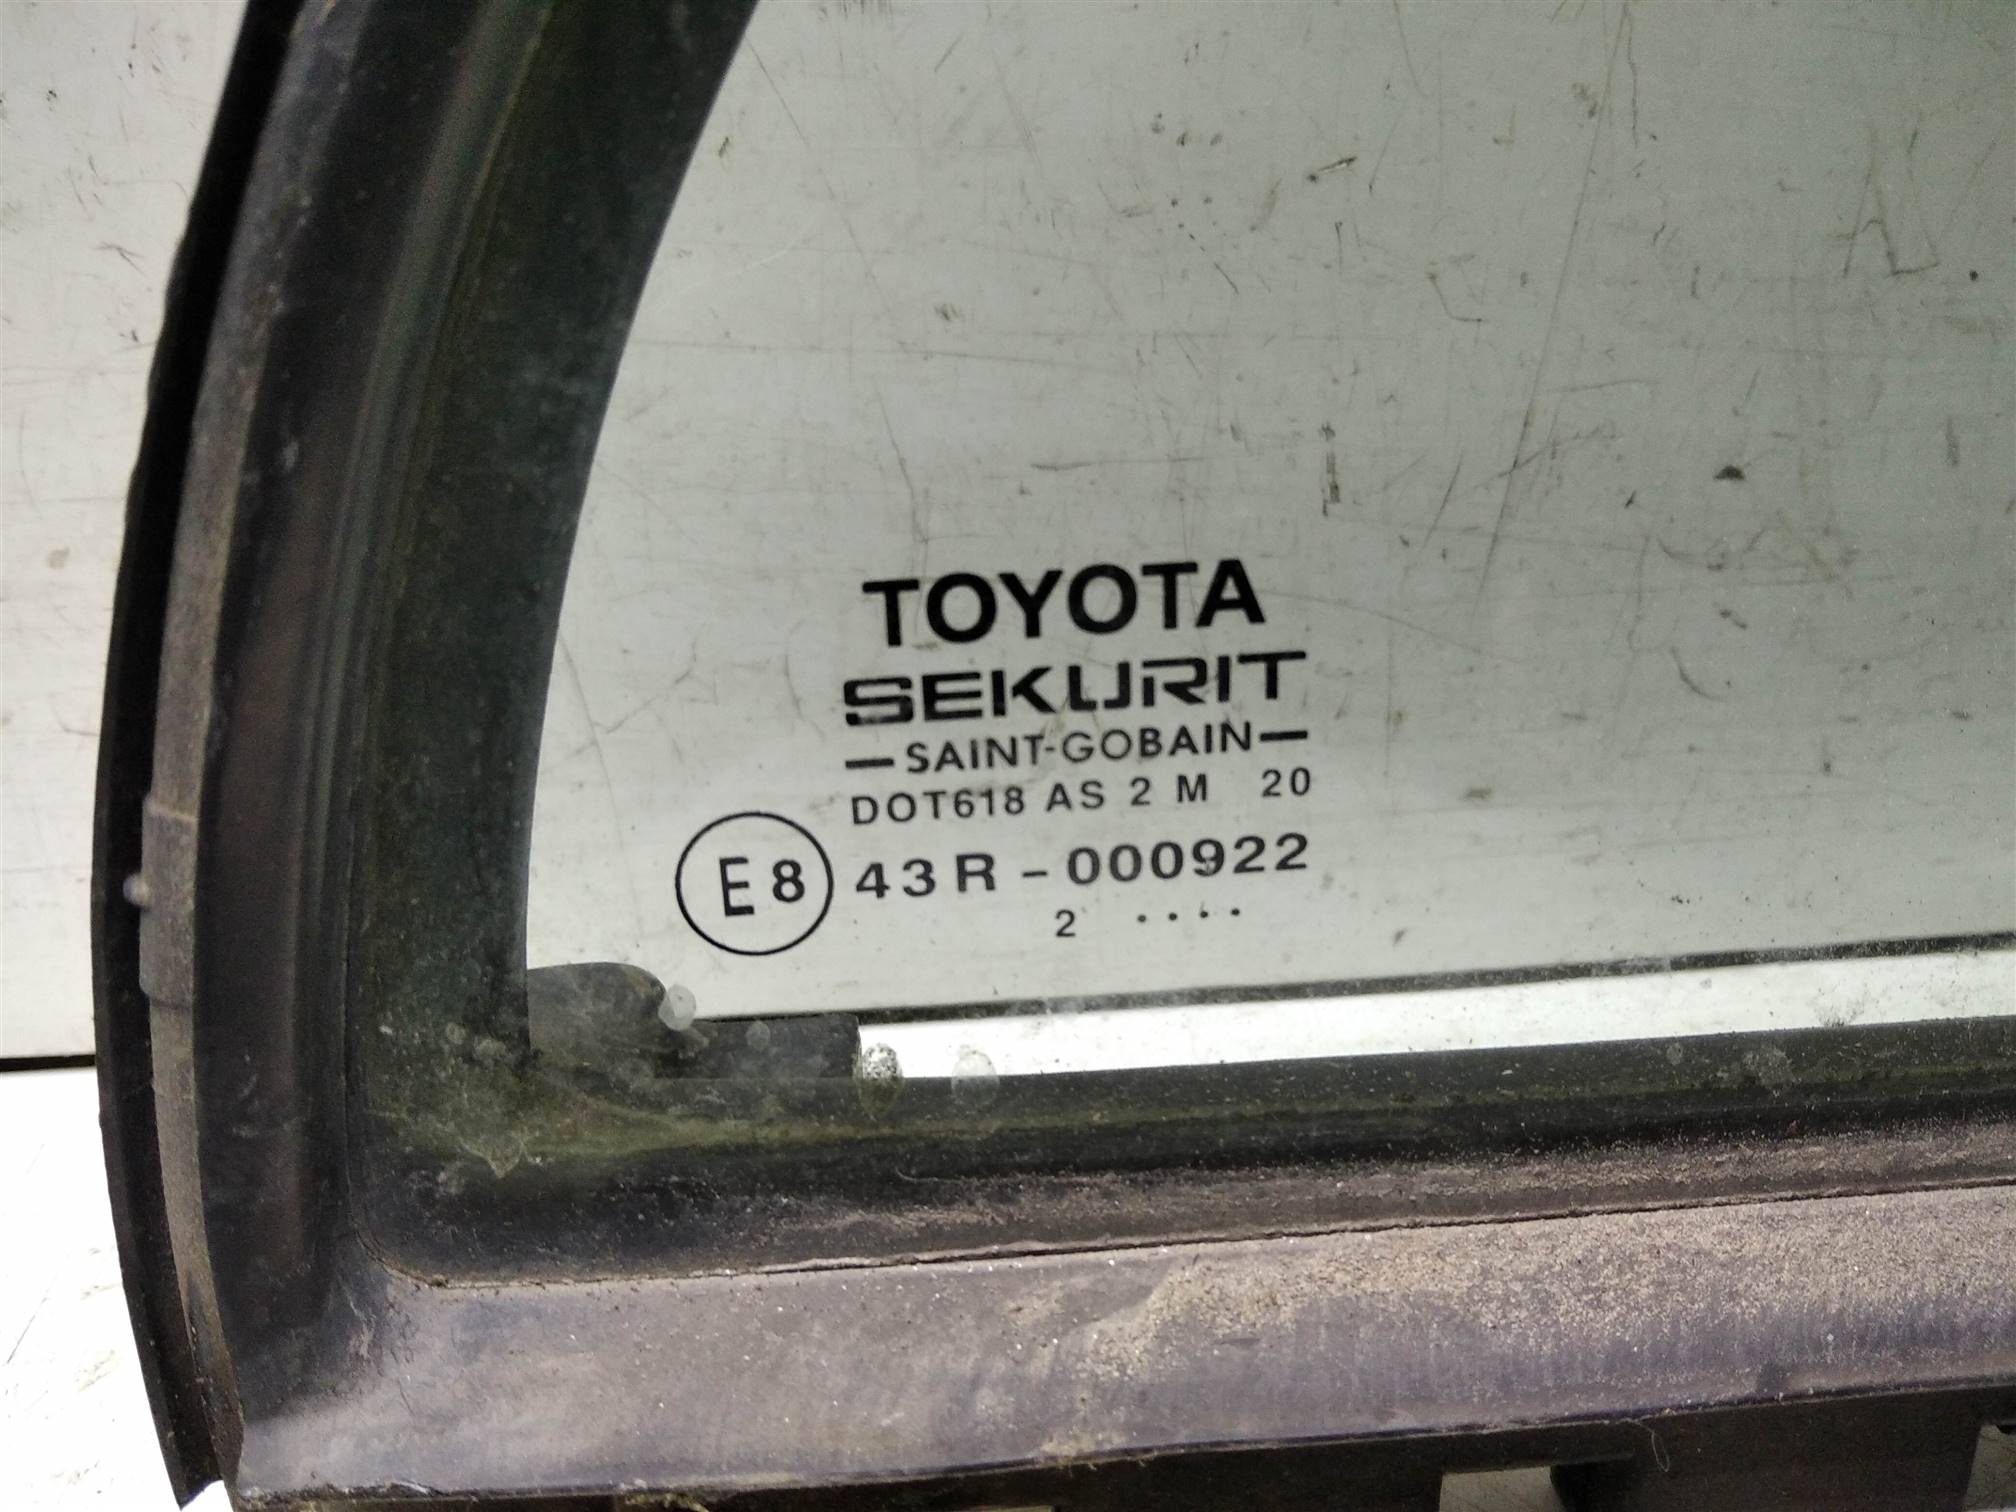 TOYOTA
SEKURIT
—SAINT-GOBAIN—
DOT618 AS 2 M 20
E8 43R - 000922
2 ....